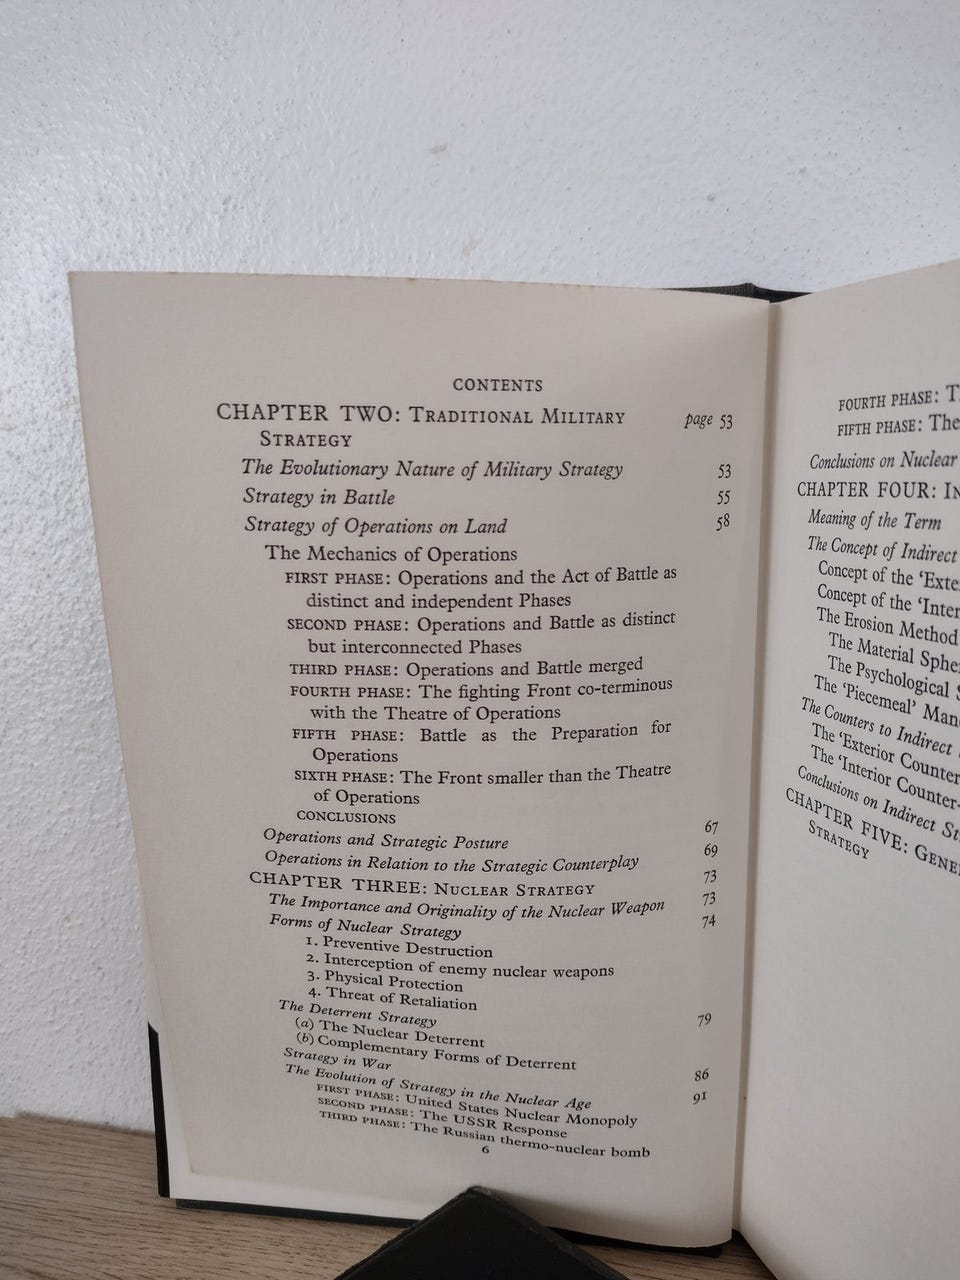 CONTENTS
CHAPTER TWO: TRADITIONAL MILITARY page 53
STRATEGY
The Evolutionary Nature of Military Strategy 53
Strategy in Battle 55
Strategy of Operations on Land 58
The Mechanics of Operations
FIRST PHASE: Operations and the Act of Battle as
distinct and independent Phases
SECOND PHASE: Operations and Battle as distinct
but interconnected Phases
THIRD PHASE: Operations and Battle merged
FOURTH PHASE: The fighting Front co-terminous
with the Theatre of Operations
FIFTH PHASE: Battle as the Preparation for
Operations
SIXTH PHASE: The Front smaller than the Theatre
of Operations
CONCLUSIONS
Operations and Strategic Posture 67
Operations in Relation to the Strategic Counterplay 69
CHAPTER THREE: NUCLEAR STRATEGY 73
The Importance and Originality of the Nuclear Weapon 73
Forms of Nuclear Strategy 74
1. Preventive Destruction
2. Interception of enemy nuclear weapons
3. Physical Protection
4. Threat of Retaliation
The Deterrent Strategy 79
(a) The Nuclear Deterrent
(b) Complementary Forms of Deterrent
Strategy in War 86
The Evolution of Strategy in the Nuclear Age 91
FIRST PHASE: United States Nuclear Monopoly
SECOND PHASE: The USSR Response
THIRD PHASE: The Russian thermo-nuclear bomb
6
FOURTH PHASE:
FIFTH PHASE: The
Conclusions on Nuclear
CHAPTER FOUR:
Meaning of the Term
The Concept of Indirect
Concept of the
Concept of the
The Erosion Method
The Material
The Psychological
The 'Piecemeal'
The Counters to Indirect
The 'Exterior
The 'Interior
Conclusions on Indirect
CHAPTER FIVE:
STRATEGY